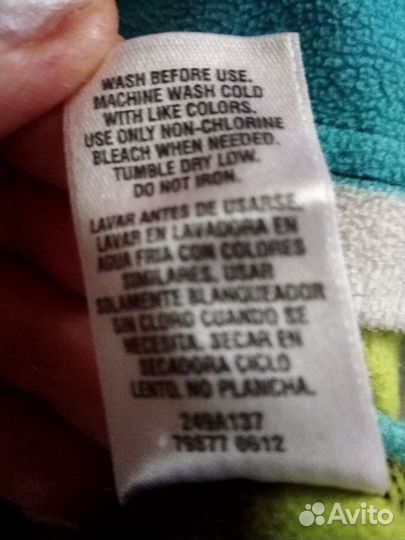 WASH BEFORE USE.
MACHINE WASH COLD
WITH LIKE COLORS.
USE ONLY NON-CHLORINE
BLEACH WHEN NEEDED.
TUMBLE DRY LOW.
DO NOT IRON.
LAVAR ANTES DE USARSE.
LAVAR EN LAVADORA EN
AGUA FRIA CON COLORES
SIMILARES, USAR
SOLAMENTE BLANQUEADOR
SIN CLORO CUANDO SE
NECESITA, SECAR EN
SECADORA CICLO
LENTO. NO PLANCHA.
249A137
79877 0612
Avito